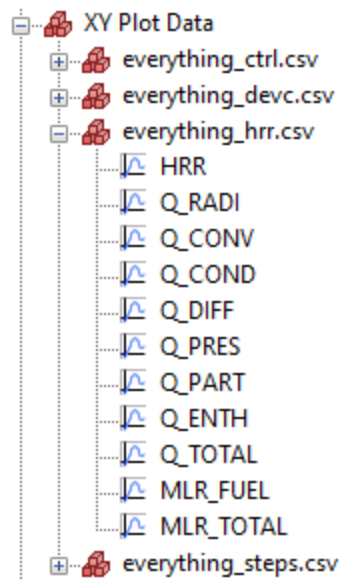 XY Plot Data
everything_ctrl.csv
everything_devc.csv
everything_hrr.csv
HRR
Q_RADI
Q_CONV
Q_COND
Q_DIFF
Q_PRES
Q_PART
Q_ENTH
Q_TOTAL
MLR_FUEL
MLR_TOTAL
everything_steps.csv